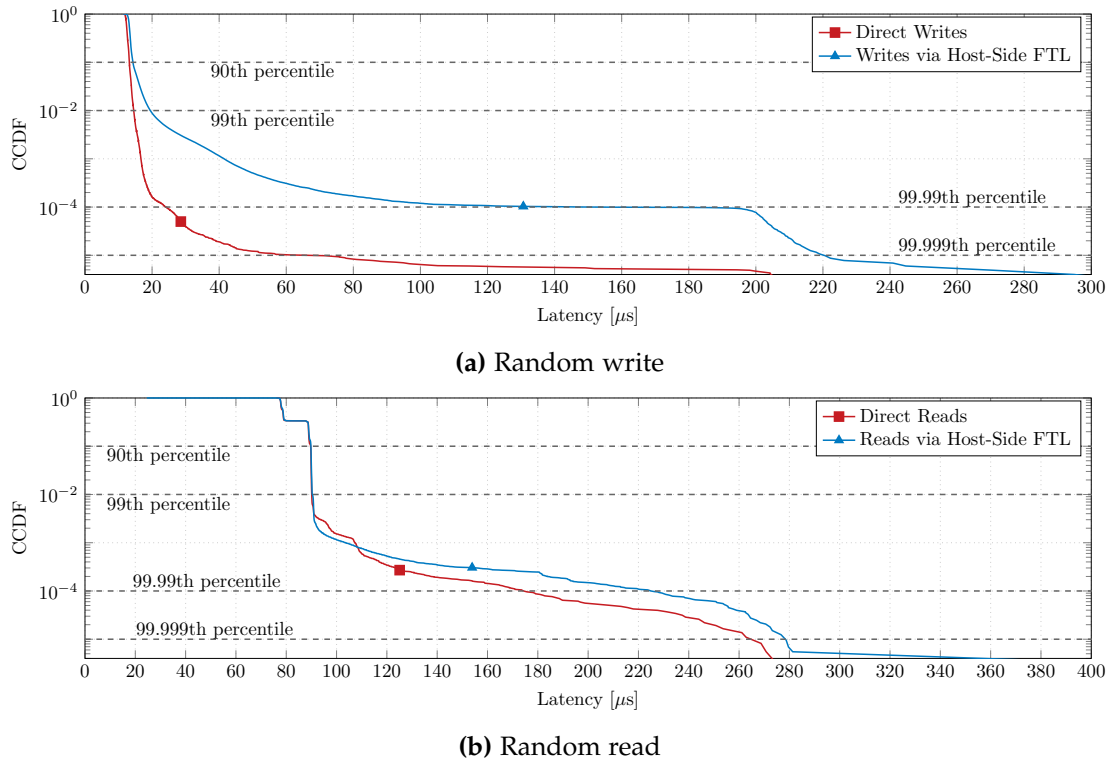 10^0
10^-2
10^-4
CCDF
Direct Writes
Writes via Host-Side FTL
90th percentile
99th percentile
99.99th percentile
99.999th percentile
0 20 40 60 80 100 120 140 160 180 200 220 240 260 280 300
Latency [μs]
(a) Random write
10^0
10^-2
10^-4
CCDF
Direct Reads
Reads via Host-Side FTL
90th percentile
99th percentile
99.99th percentile
99.999th percentile
0 20 40 60 80 100 120 140 160 180 200 220 240 260 280 300 320 340 360 380 400
Latency [μs]
(b) Random read